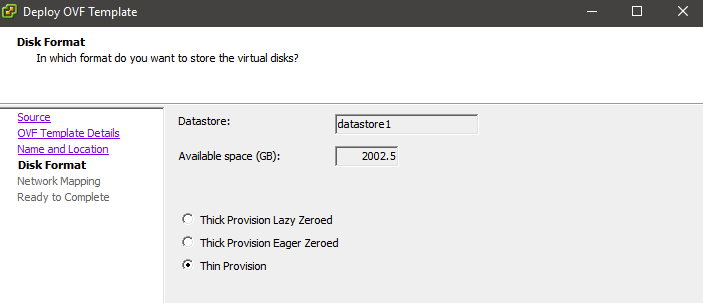 Deploy OVF Template
Disk Format
In which format do you want to store the virtual disks?
Source
OVF Template Details
Name and Location
Disk Format
Network Mapping
Ready to Complete
Datastore:
datastore1
Available space (GB):
2002.5
Thick Provision Lazy Zeroed
Thick Provision Eager Zeroed
Thin Provision